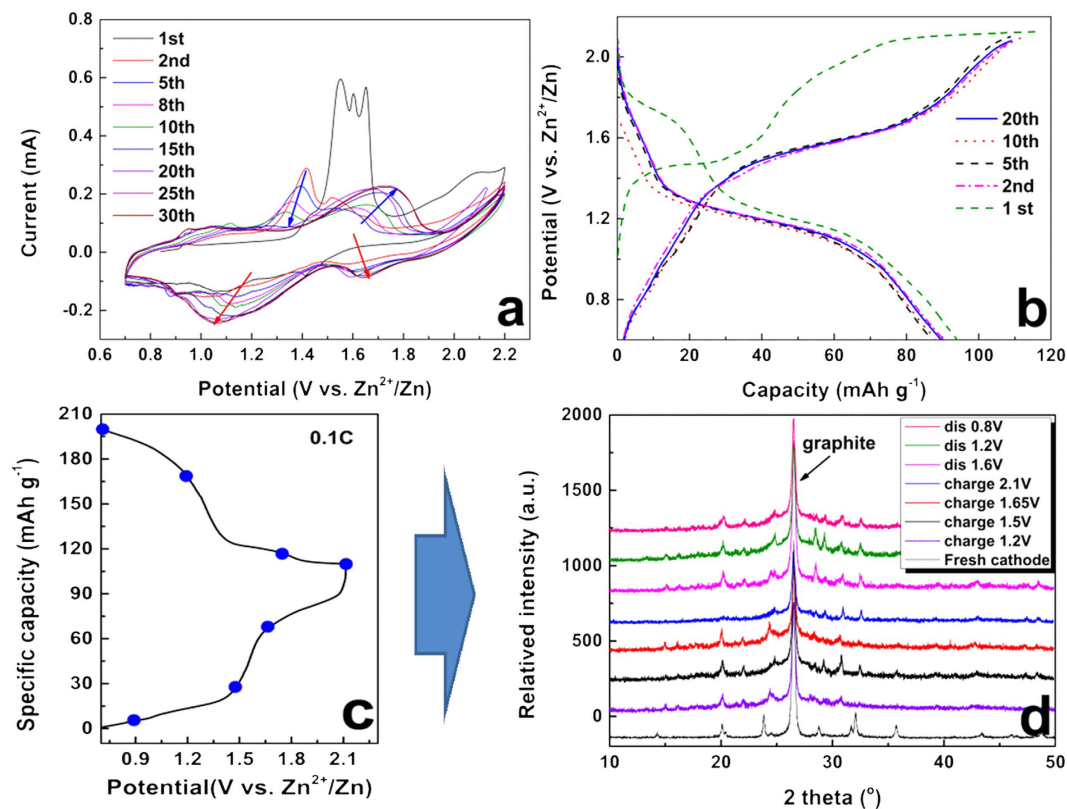 a
0.8
0.6
0.4
0.2
0.0
-0.2
Current (mA)
1st
2nd
5th
8th
10th
15th
20th
25th
30th
0.6 0.8 1.0 1.2 1.4 1.6 1.8 2.0 2.2
Potential (V vs. Zn2+/Zn)
b
2.0
1.6
1.2
0.8
Potential (V vs. Zn2+/Zn)
20th
10th
5th
2nd
1 st
0 20 40 60 80 100 120
Capacity (mAh g-1)
c
0.1C
210
180
150
120
90
60
30
0
Specific capacity (mAh g-1)
0.9 1.2 1.5 1.8 2.1
Potential(V vs. Zn2+/Zn)
d
2000
1500
1000
500
0
Relatived intensity (a.u.)
graphite
dis 0.8V
dis 1.2V
dis 1.6V
charge 2.1V
charge 1.65V
charge 1.5V
charge 1.2V
Fresh cathode
10 20 30 40 50
2 theta (o)